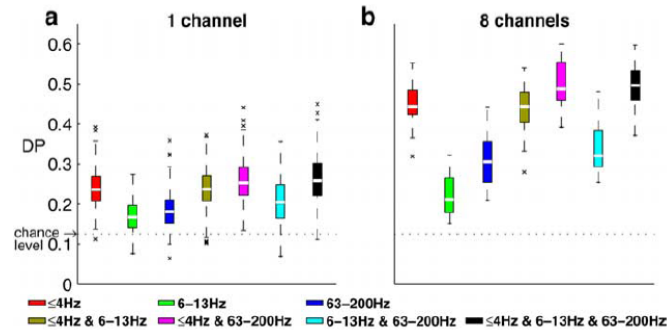 a 1 channel
b 8 channels
0.6
0.5
0.4
DP
0.3
0.2
chance
level
0.1
0
≤4Hz 6–13Hz 63–200Hz
≤4Hz & 6–13Hz ≤4Hz & 63–200Hz 6–13Hz & 63–200Hz ≤4Hz & 6–13Hz & 63–200Hz